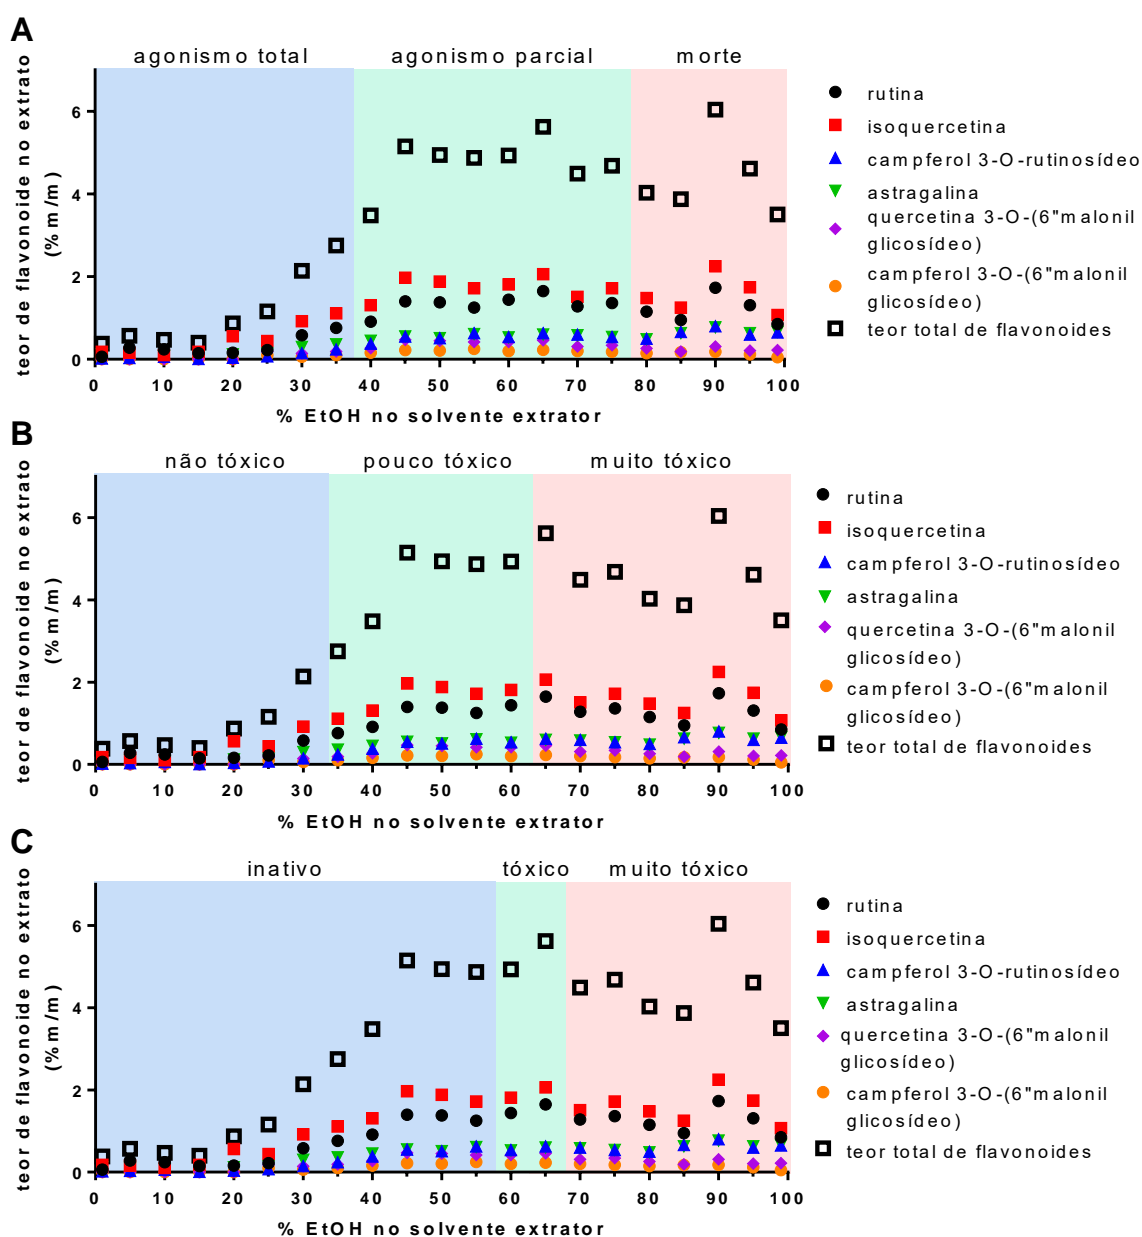 A
agonismo total agonismo parcial morte
teor de flavonoide no extrato
(%m/m)
6
4
2
0
0 10 20 30 40 50 60 70 80 90 100
% EtOH no solvente extrator
rutina
isoquercetina
campferol 3-O-rutinosídeo
astragalina
quercetina 3-O-(6"malonil
glicosídeo)
campferol 3-O-(6"malonil
glicosídeo)
teor total de flavonoides
B
não tóxico pouco tóxico muito tóxico
teor de flavonoide no extrato
(%m/m)
6
4
2
0
0 10 20 30 40 50 60 70 80 90 100
% EtOH no solvente extrator
rutina
isoquercetina
campferol 3-O-rutinosídeo
astragalina
quercetina 3-O-(6"malonil
glicosídeo)
campferol 3-O-(6"malonil
glicosídeo)
teor total de flavonoides
C
inativo tóxico muito tóxico
teor de flavonoide no extrato
(%m/m)
6
4
2
0
0 10 20 30 40 50 60 70 80 90 100
% EtOH no solvente extrator
rutina
isoquercetina
campferol 3-O-rutinosídeo
astragalina
quercetina 3-O-(6"malonil
glicosídeo)
campferol 3-O-(6"malonil
glicosídeo)
teor total de flavonoides